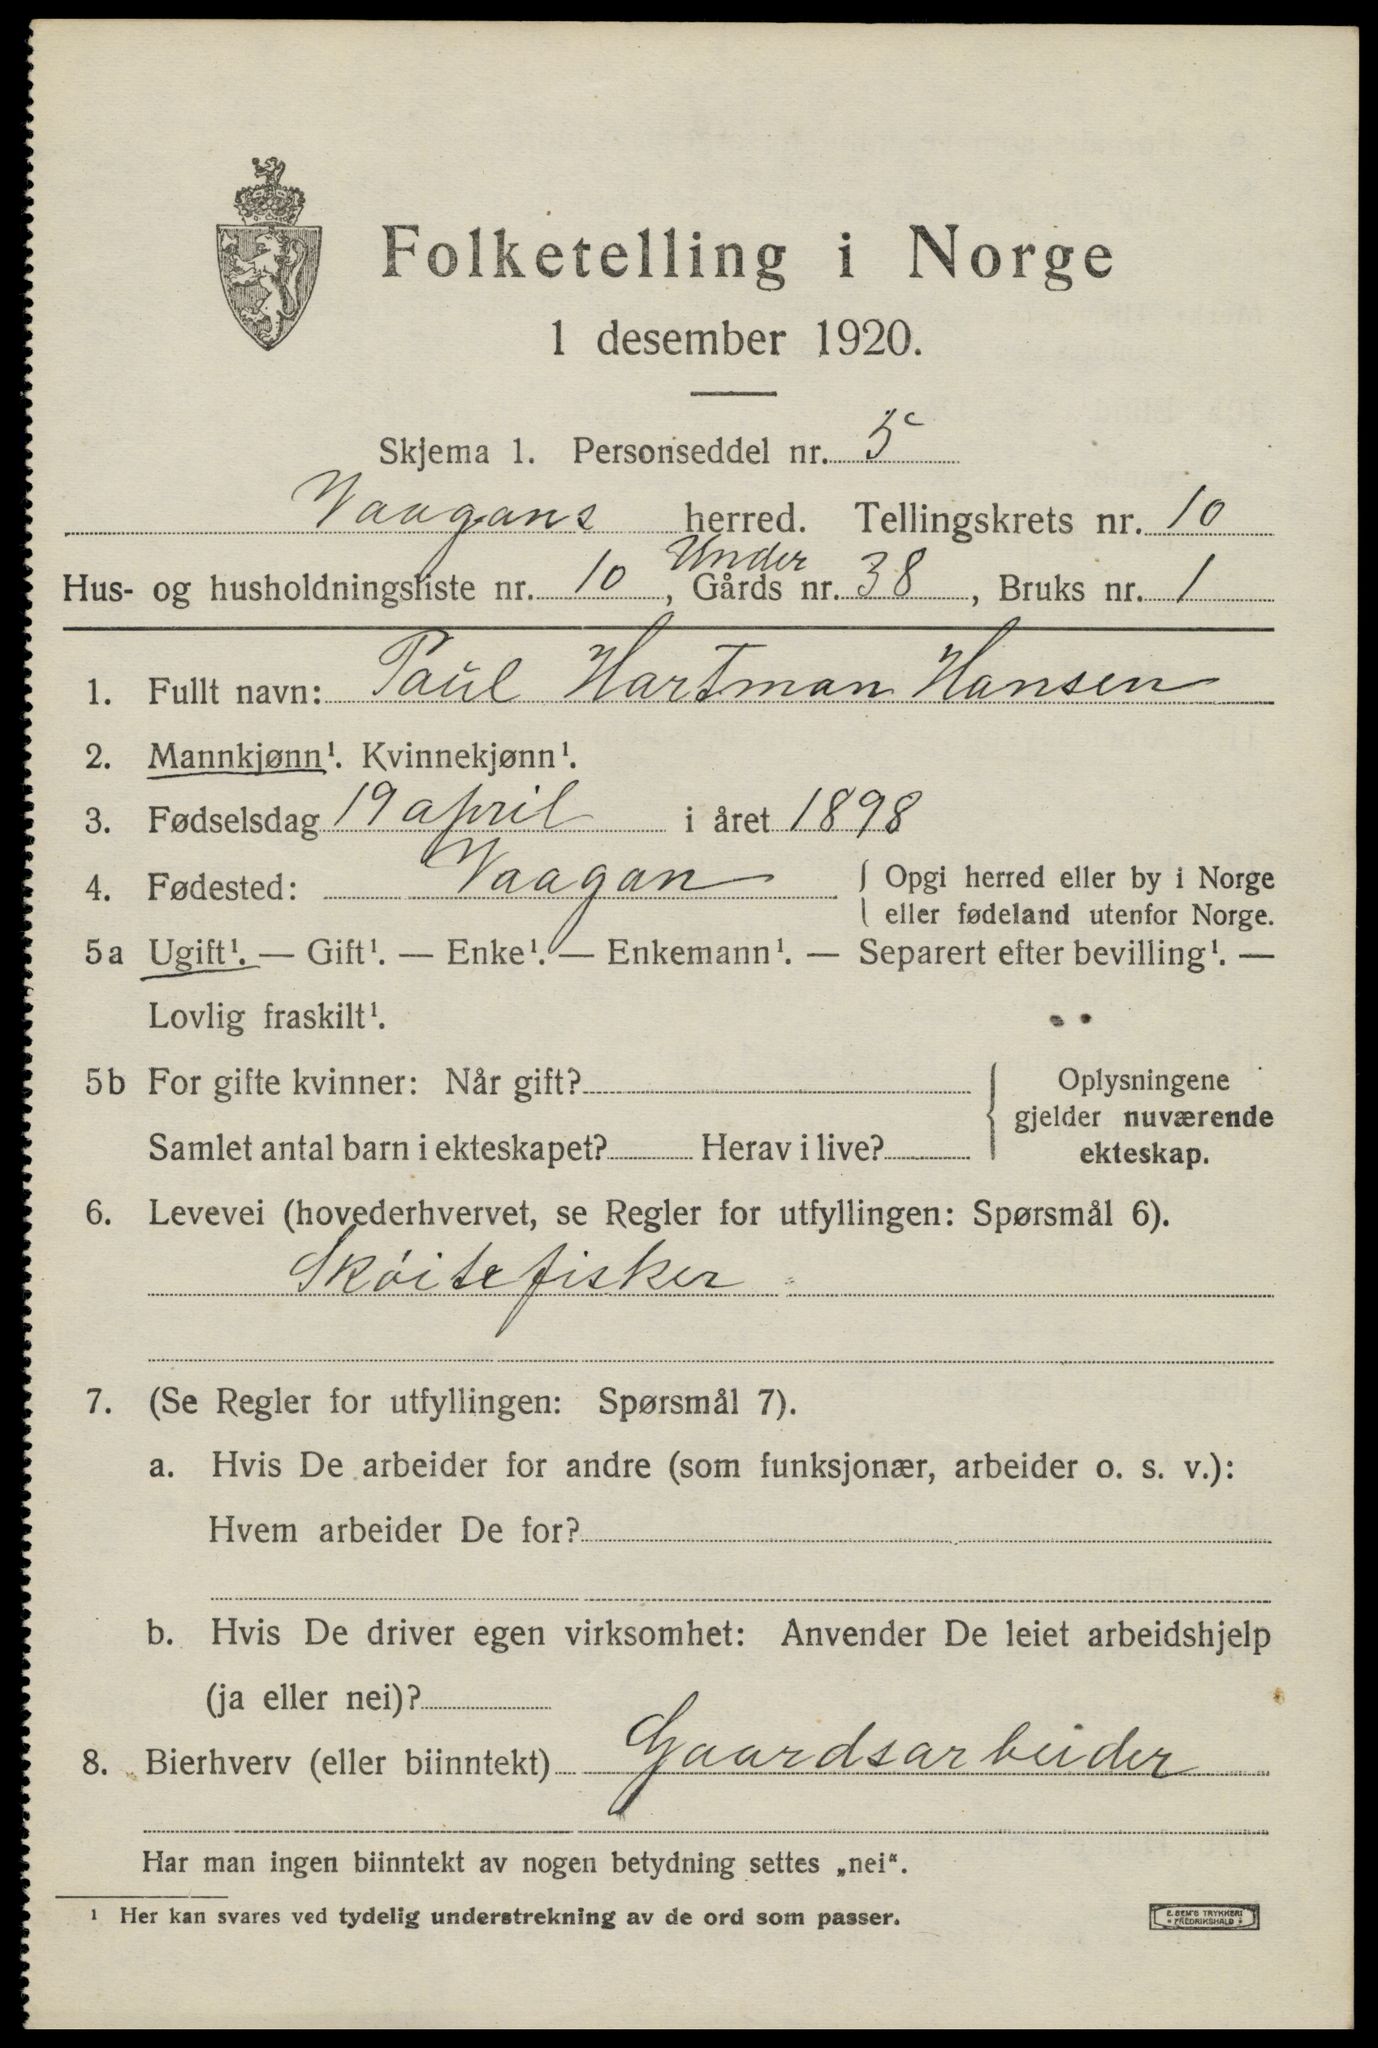 Folketelling i Norge
1 desember 1920.
Skjema 1. Personseddel nr. 5
Vaagans herred. Tellingskrets nr. 10
Under
Hus- og husholdningsliste nr. 10, Gårds nr. 38, Bruks nr. 1
1. Fullt navn: Paul Hartman Hansen
2. Mannkjønn¹. Kvinnekjønn¹.
3. Fødselsdag 19 april i året 1898
4. Fødested: Vaagan { Opgi herred eller by i Norge
eller fødeland utenfor Norge.
5a Ugift¹. — Gift¹. — Enke¹. — Enkemann¹. — Separert efter bevilling¹. —
Lovlig fraskilt¹.
5b For gifte kvinner: Når gift? Oplysningene
gjelder nuværende
Samlet antal barn i ekteskapet? Herav i live? ekteskap.
6. Levevei (hovederhvervet, se Regler for utfyllingen: Spørsmål 6).
Sköitefisker
7. (Se Regler for utfyllingen: Spørsmål 7).
a. Hvis De arbeider for andre (som funksjonær, arbeider o. s. v.):
Hvem arbeider De for?
b. Hvis De driver egen virksomhet: Anvender De leiet arbeidshjelp
(ja eller nei)?
8. Bierhverv (eller biinntekt) Gaardsarbeider
Har man ingen biinntekt av nogen betydning settes „nei“.
¹ Her kan svares ved tydelig understrekning av de ord som passer.
E. SEM'S TRYKKERI
FREDRIKSHALD